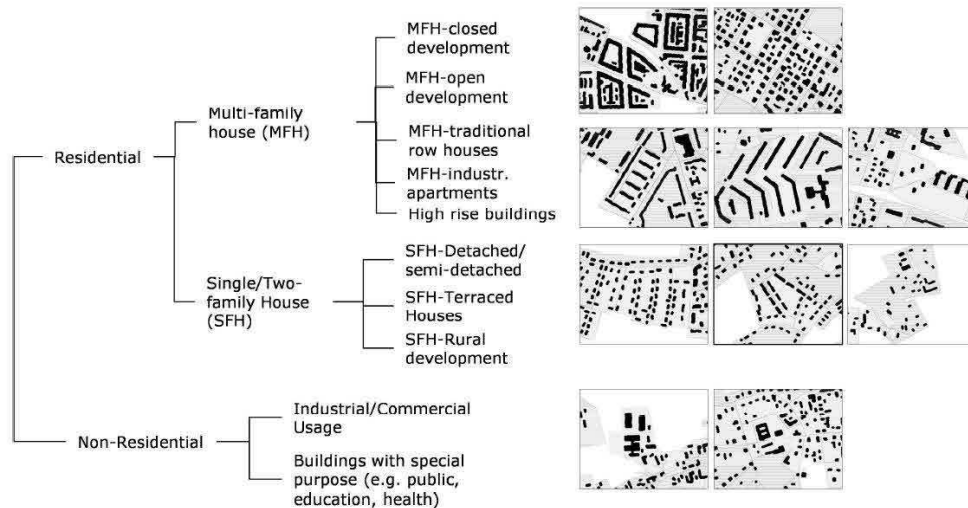 MFH-closed
development
MFH-open
development
Multi-family
house (MFH)
MFH-traditional
row houses
Residential
MFH-industr.
apartments
High rise buildings
SFH-Detached/
semi-detached
Single/Two-
family House
(SFH)
SFH-Terraced
Houses
SFH-Rural
development
Industrial/Commercial
Usage
Non-Residential
Buildings with special
purpose (e.g. public,
education, health)